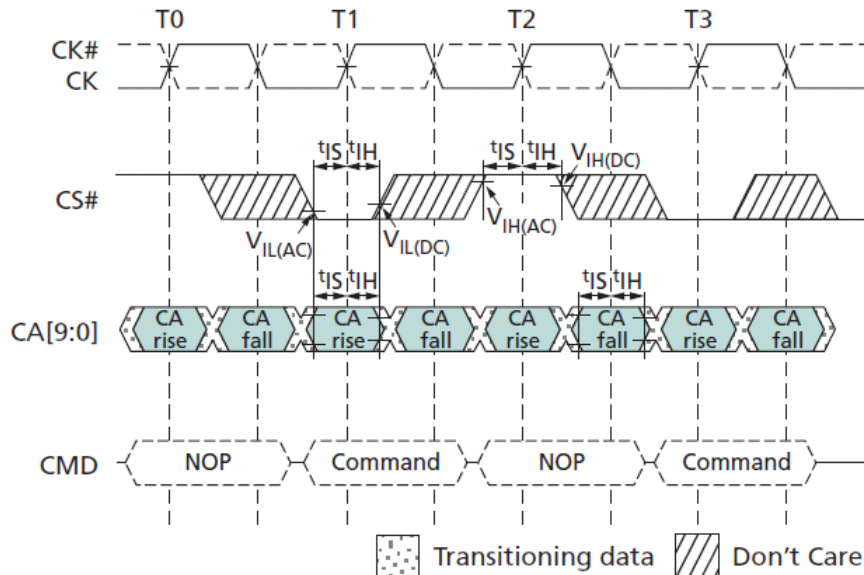 T0 T1 T2 T3
CK#
CK
tIS tIH tIS tIH VIH(DC)
CS#
VIL(AC) VIL(DC) VIH(AC)
tIS tIH tIS tIH
CA[9:0] CA rise CA fall CA rise CA fall CA rise CA fall CA rise CA fall
CMD NOP Command NOP Command
Transitioning data Don't Care